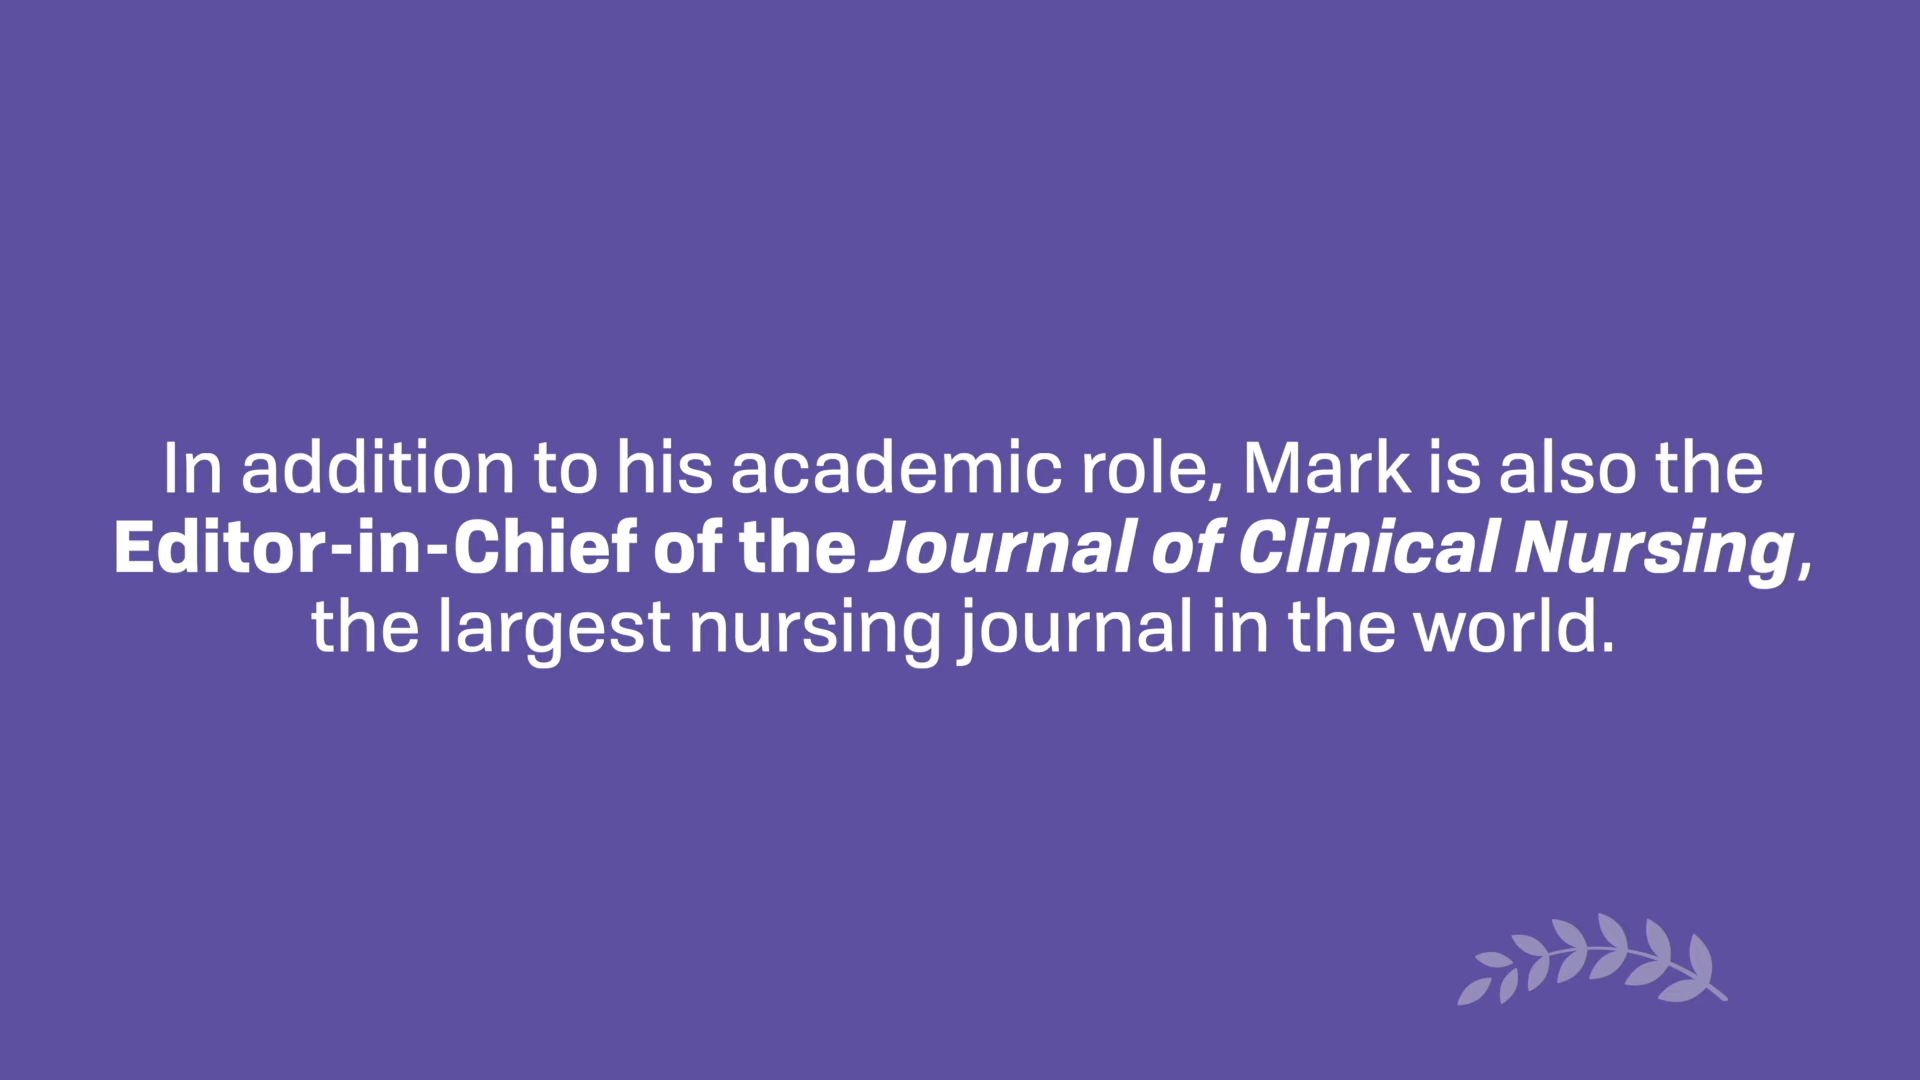 In addition to his academic role, Mark is also the
Editor-in-Chief of the Journal of Clinical Nursing,
the largest nursing journal in the world.